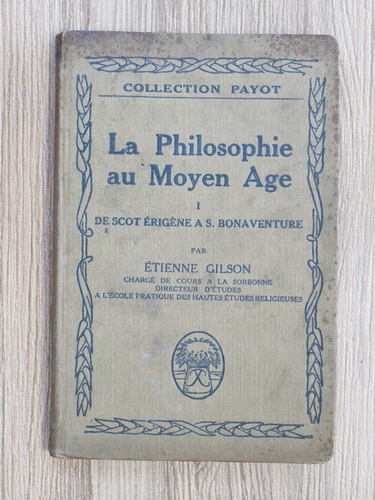 COLLECTION PAYOT
La Philosophie
au Moyen Age
I
DE SCOT ÉRIGÈNE A S. BONAVENTURE
PAR
ÉTIENNE GILSON
CHARGÉ DE COURS A LA SORBONNE
DIRECTEUR D'ÉTUDES
A L'ÉCOLE PRATIQUE DES HAUTES ÉTUDES RELIGIEUSES